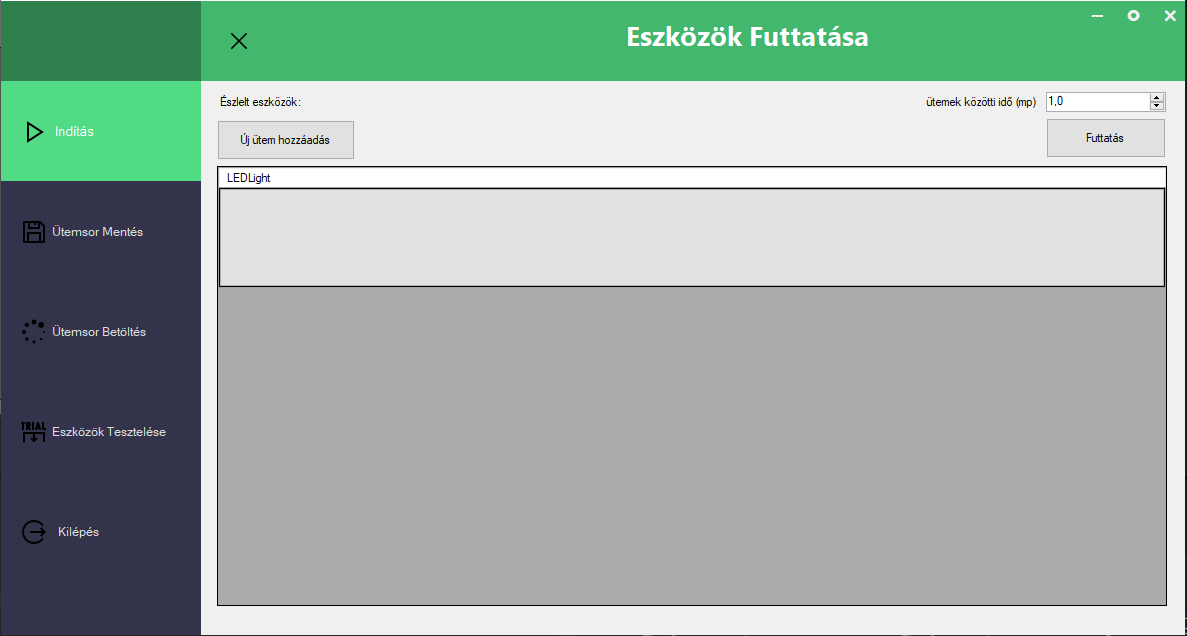 Eszközök Futtatása
Indítás
Ütemsor Mentés
Ütemsor Betöltés
TRIAL
Eszközök Tesztelése
Kilépés
Észlelt eszközök:
ütemek közötti idő (mp)
1,0
Új ütem hozzáadás
Futtatás
LEDLight